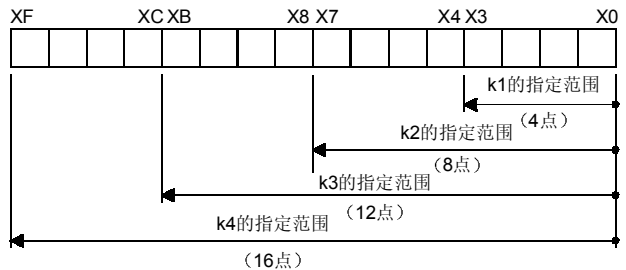 XF XC XB X8 X7 X4 X3 X0
k1的指定范围
（4点）
k2的指定范围
（8点）
k3的指定范围
（12点）
k4的指定范围
（16点）